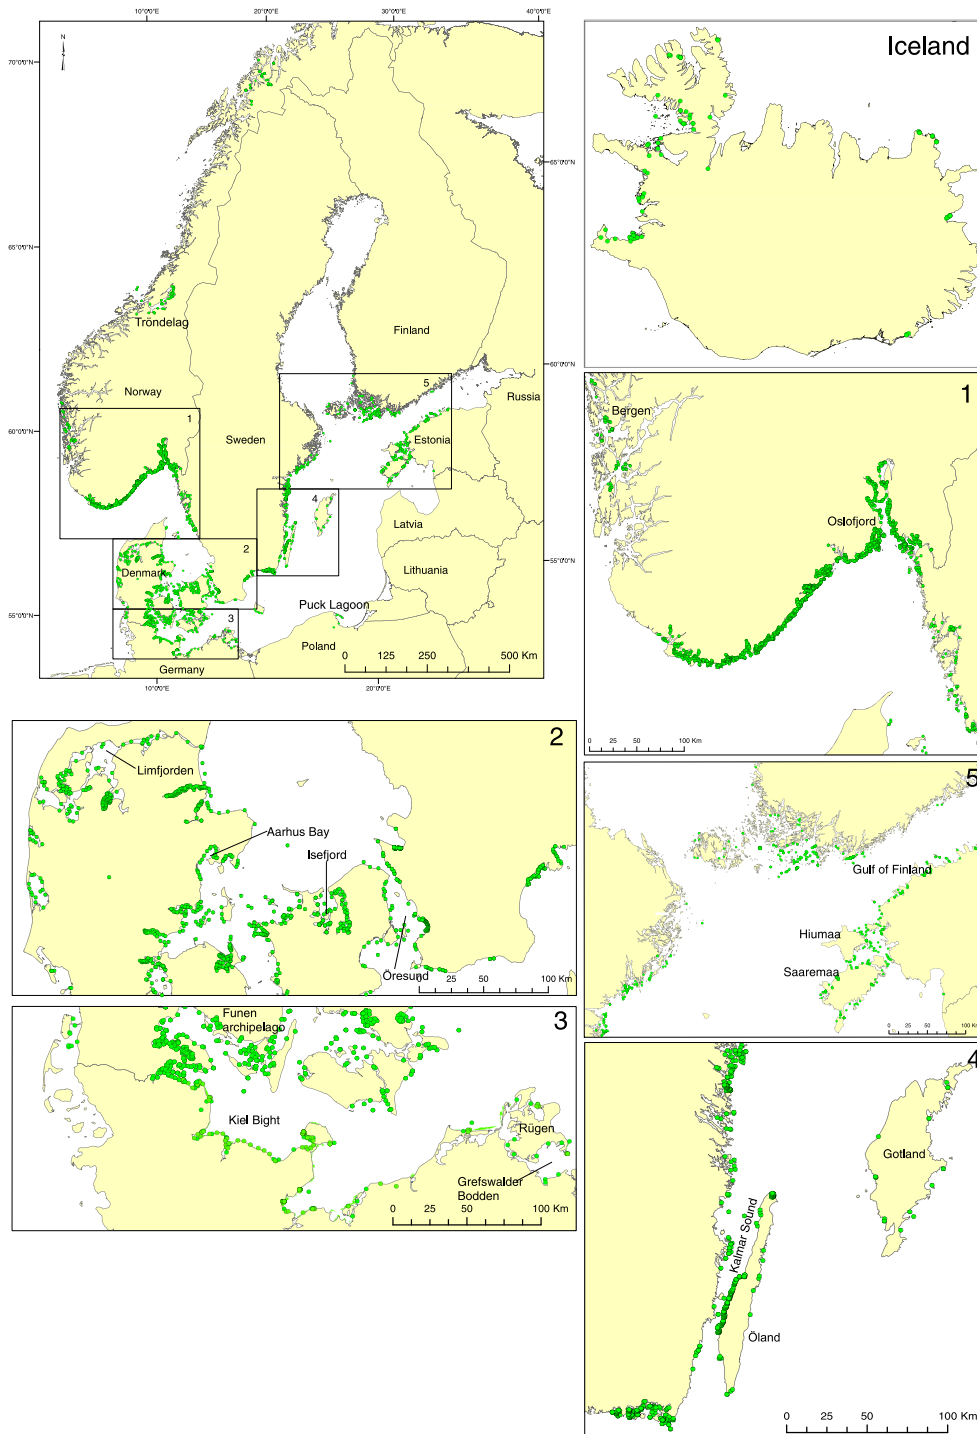 10°0'0"E
20°0'0"E
30°0'0"E
40°0'0"E
N
70°0'0"N
65°0'0"N
65°0'0"N
60°0'0"N
60°0'0"N
55°0'0"N
55°0'0"N
Tröndelag
Finland
Norway
5
Russia
1
Sweden
Estonia
4
Latvia
2
Denmark
Lithuania
Puck Lagoon
3
Poland
Germany
0 125 250 500 Km
10°0'0"E
20°0'0"E
Iceland
1
Bergen
Oslofjord
0 25 50 100 Km
2
Limfjorden
Aarhus Bay
Isefjord
Öresund
0 25 50 100 Km
5
Gulf of Finland
Hiumaa
Saaremaa
0 25 50 100 Km
3
Funen
archipelago
Kiel Bight
Rügen
Grefswalder
Bodden
0 25 50 100 Km
4
Gotland
Kalmar Sound
Öland
0 25 50 100 Km